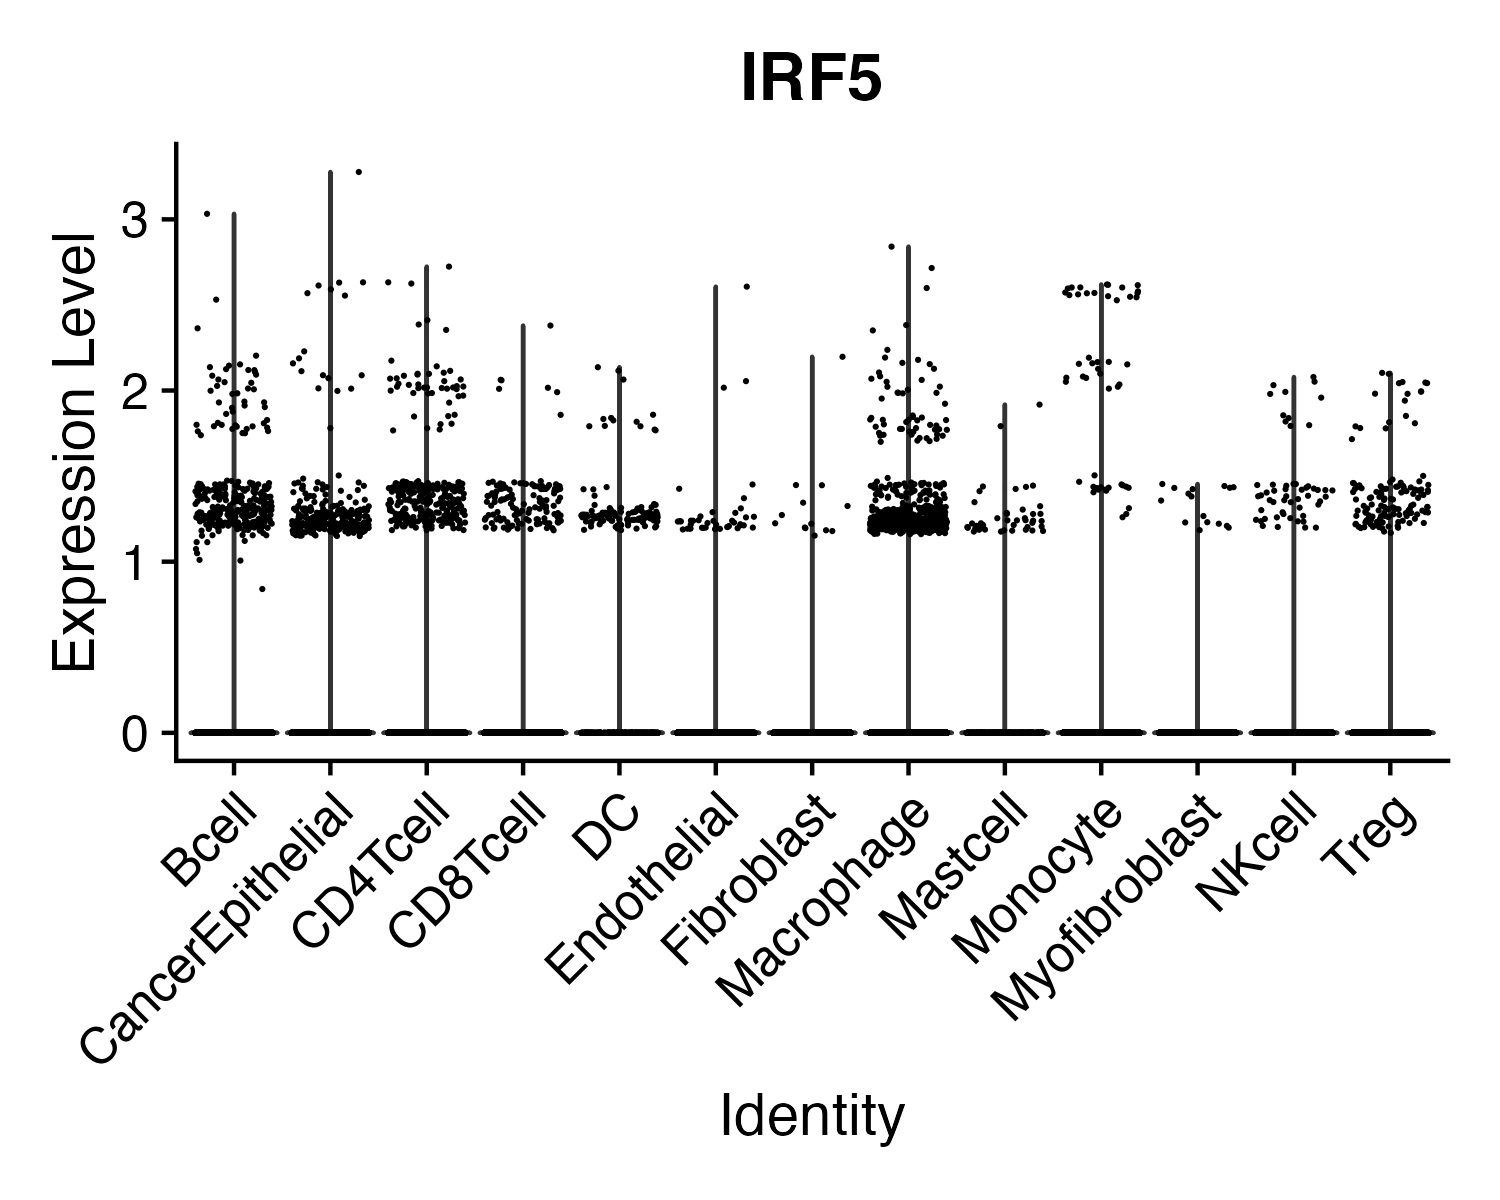 IRF5
Expression Level
3
2
1
0
Bcell
CancerEpithelial
CD4Tcell
CD8Tcell
DC
Endothelial
Fibroblast
Macrophage
Mastcell
Monocyte
Myofibroblast
NKcell
Treg
Identity